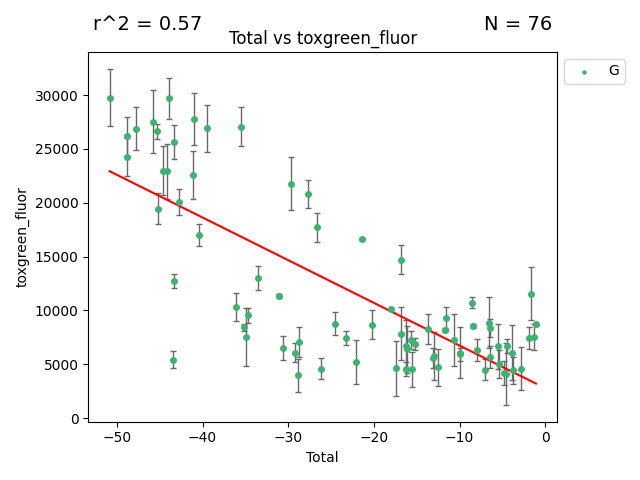 r^2 = 0.57
N = 76
Total vs toxgreen_fluor
G
30000
25000
20000
15000
10000
5000
0
toxgreen_fluor
−50
−40
−30
−20
−10
0
Total